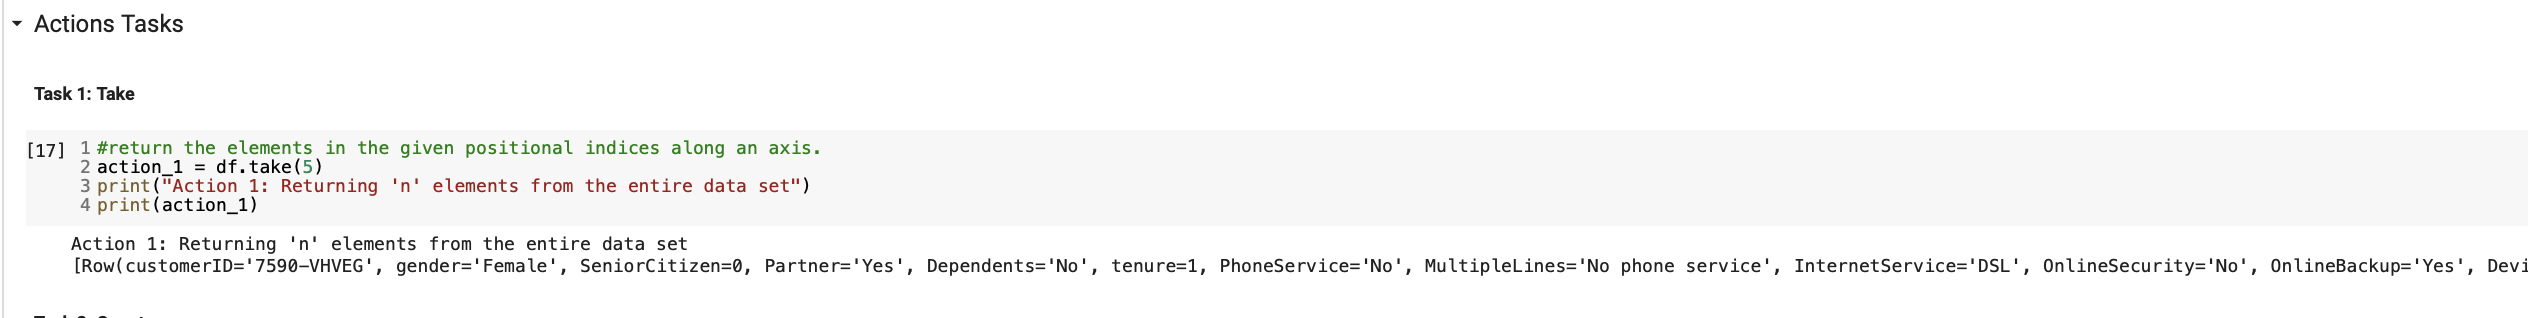 Actions Tasks
Task 1: Take
[17] 1 #return the elements in the given positional indices along an axis.
2 action_1 = df.take(5)
3 print("Action 1: Returning 'n' elements from the entire data set")
4 print(action_1)
Action 1: Returning 'n' elements from the entire data set
[Row(customerID='7590-VHVEG', gender='Female', SeniorCitizen=0, Partner='Yes', Dependents='No', tenure=1, PhoneService='No', MultipleLines='No phone service', InternetService='DSL', OnlineSecurity='No', OnlineBackup='Yes', Devi